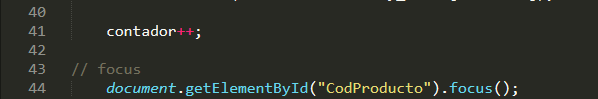 40
41 contador++;
42
43 // focus
44 document.getElementById("CodProducto").focus();